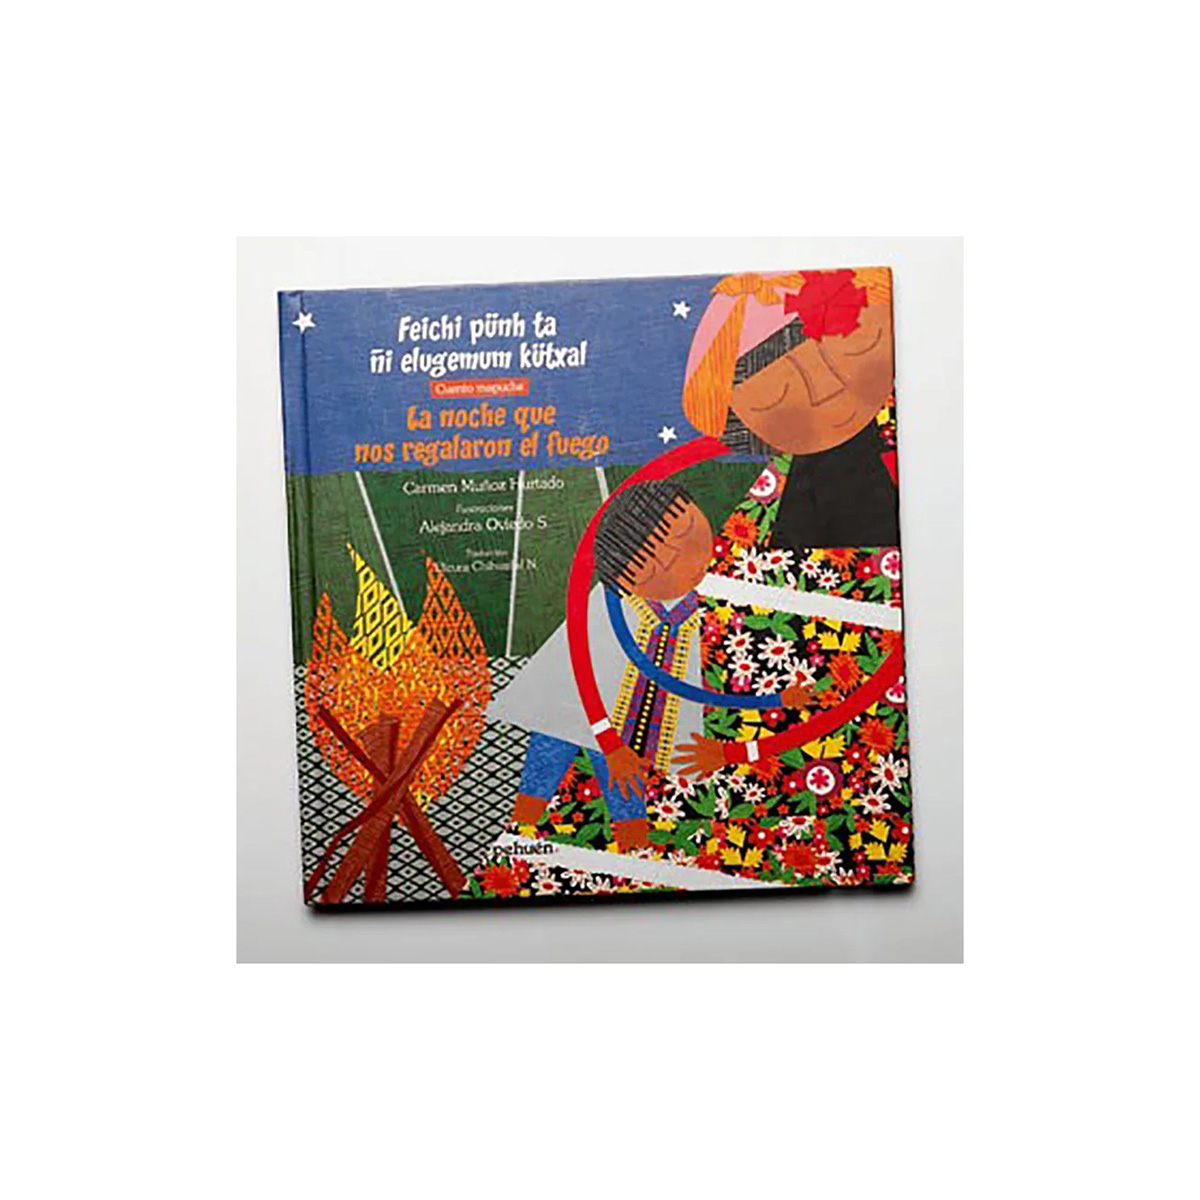 Feichi pünh ta
ñi elugemum kütxal
Cuento mapuche
La noche que
nos regalaron el fuego
Carmen Muñoz Hurtado
Ilustraciones
Alejandra Oviedo S.
Traducción
N.
pehuén